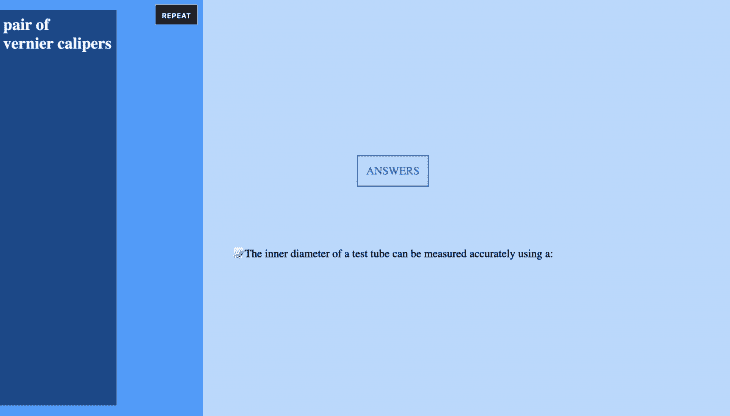 pair of
vernier calipers
REPEAT
ANSWERS
The inner diameter of a test tube can be measured accurately using a: